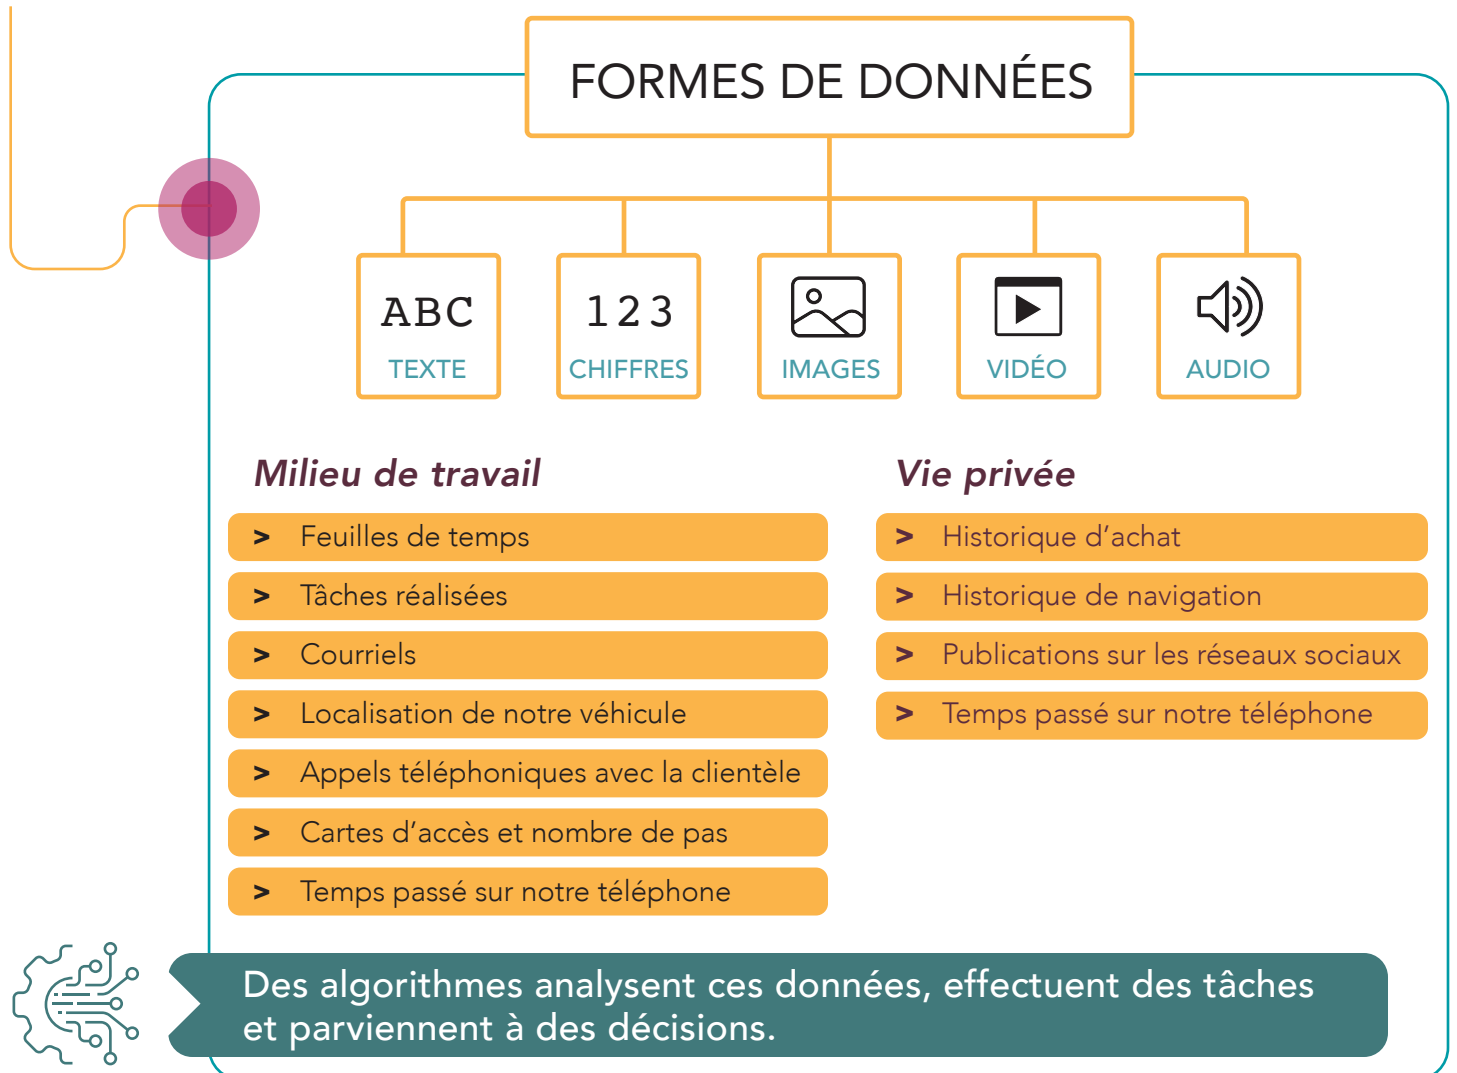 FORMES DE DONNÉES
ABC
TEXTE
123
CHIFFRES
IMAGES
VIDÉO
AUDIO
Milieu de travail
> Feuilles de temps
> Tâches réalisées
> Courriels
> Localisation de notre véhicule
> Appels téléphoniques avec la clientèle
> Cartes d’accès et nombre de pas
> Temps passé sur notre téléphone
Vie privée
> Historique d’achat
> Historique de navigation
> Publications sur les réseaux sociaux
> Temps passé sur notre téléphone
Des algorithmes analysent ces données, effectuent des tâches
et parviennent à des décisions.